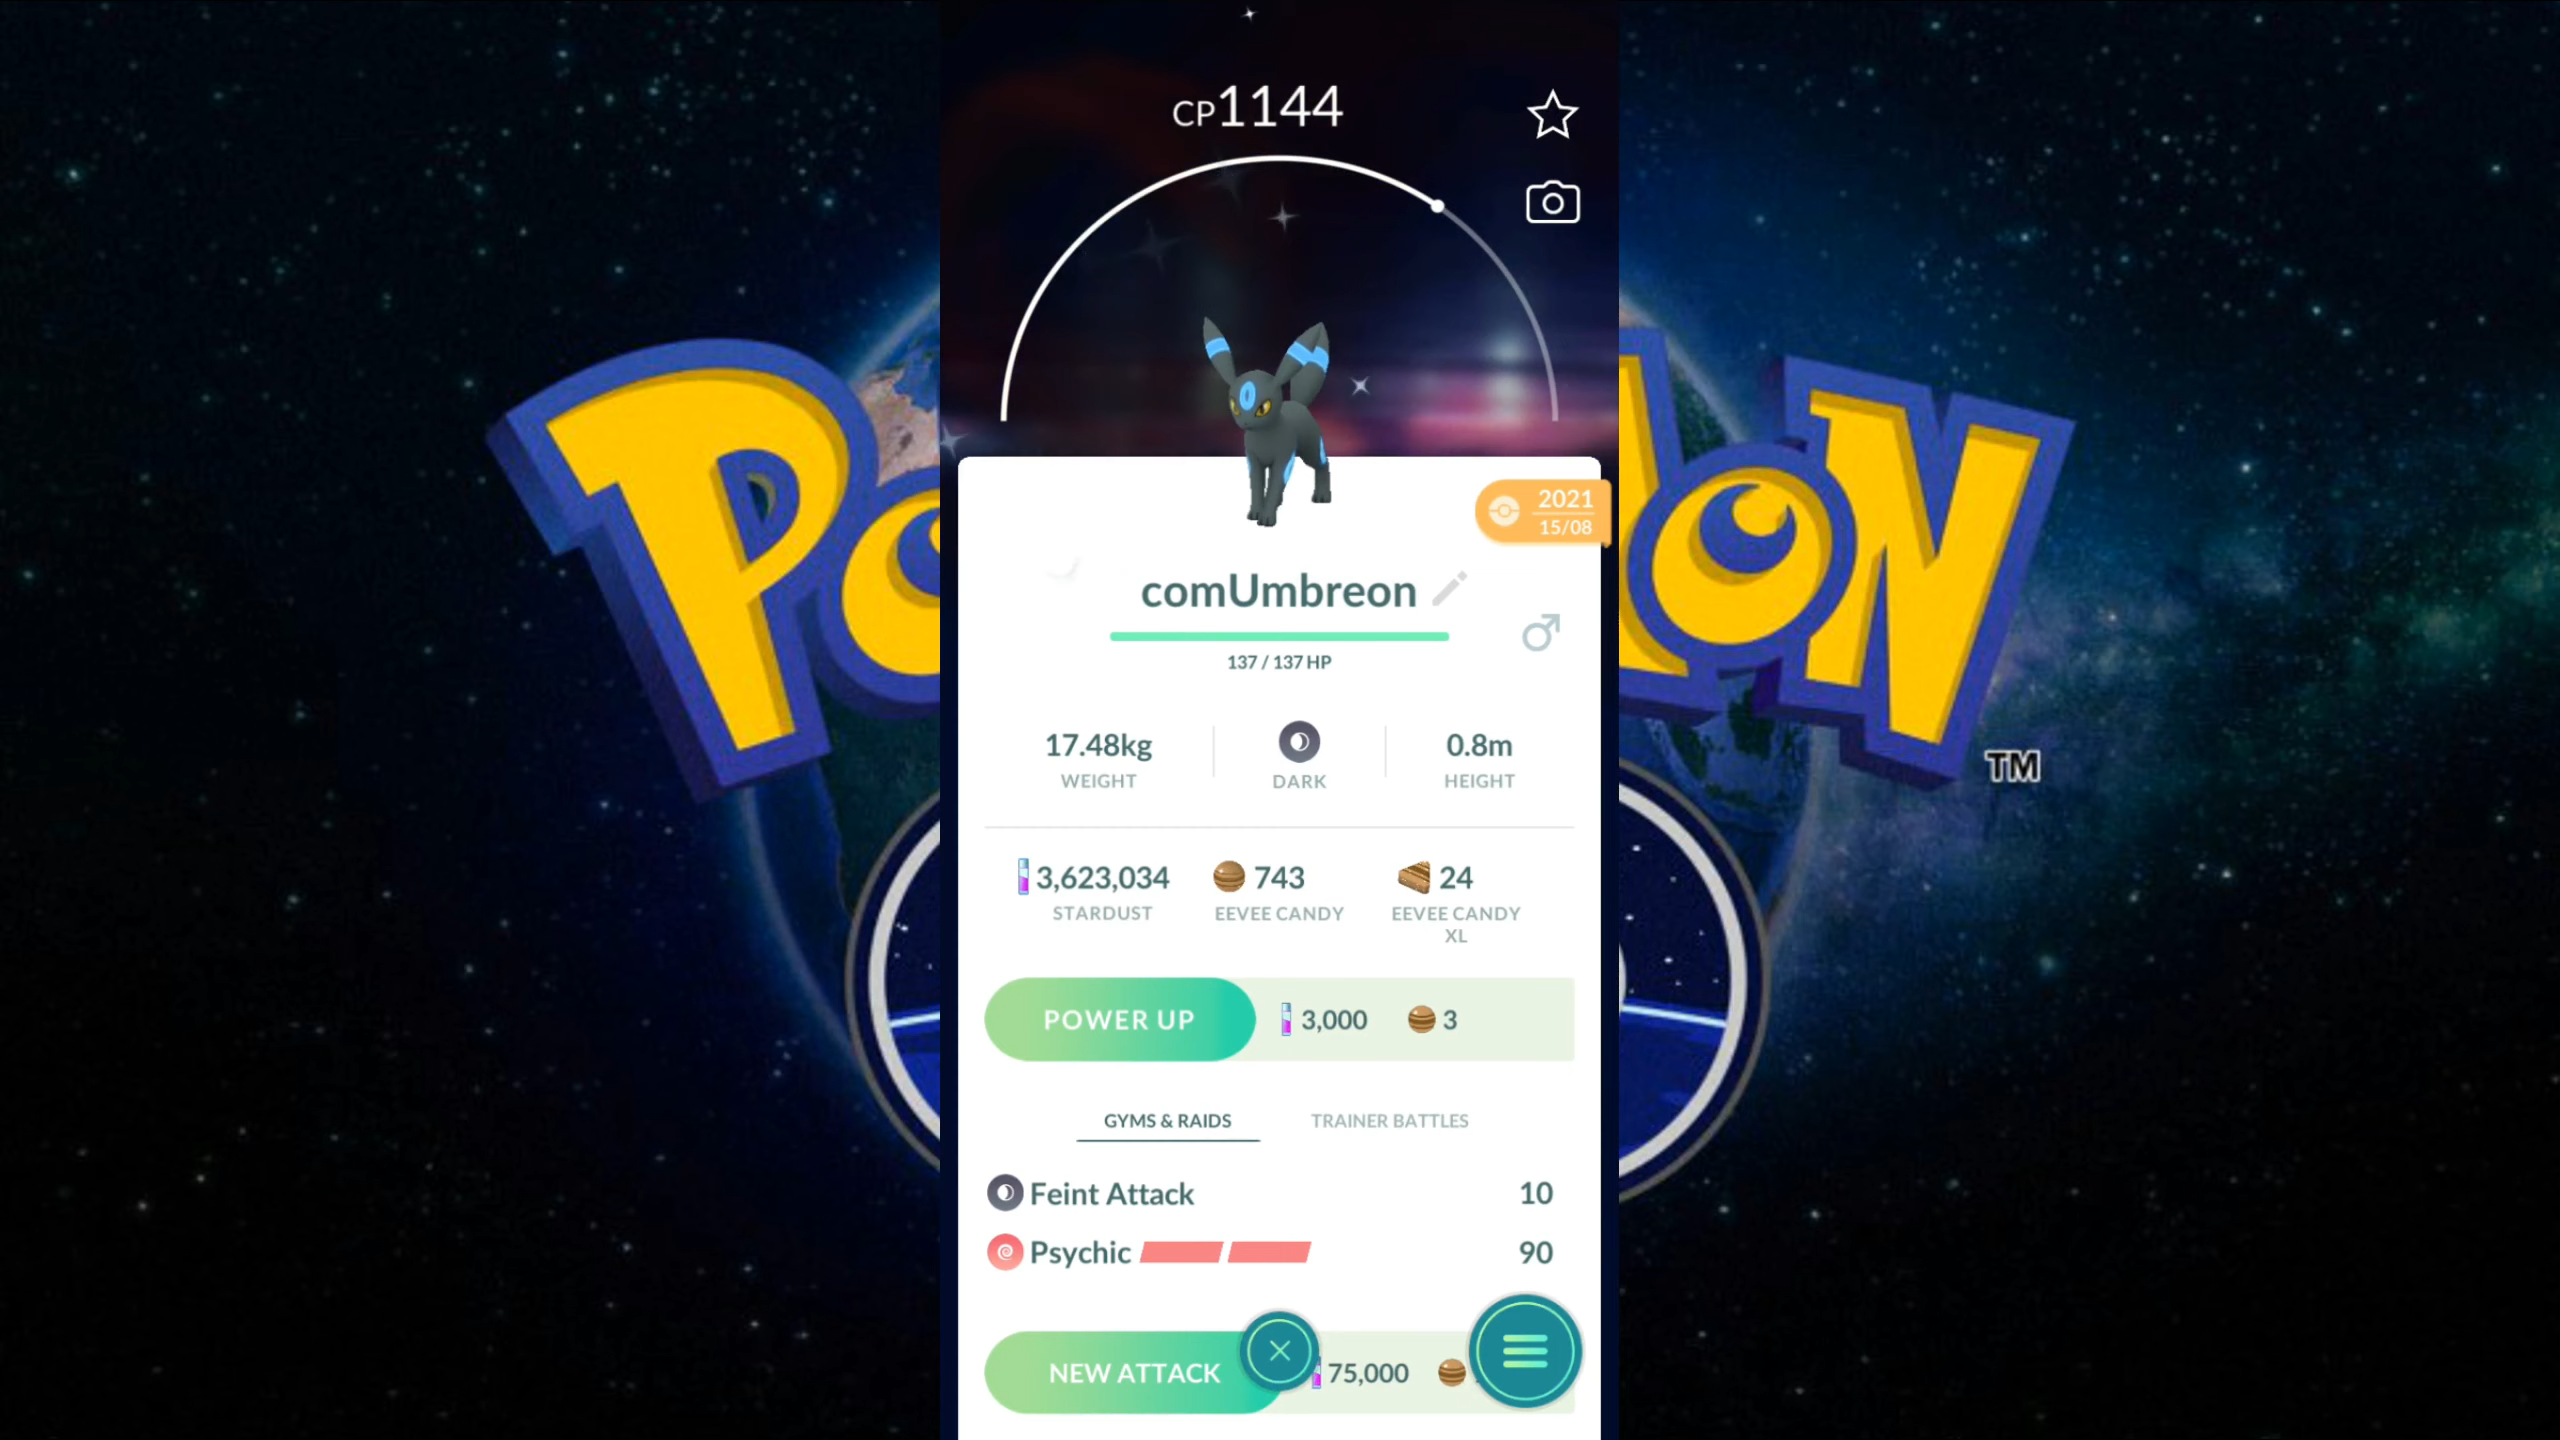 CP1144
2021
15/08
comUmbreon
137 / 137 HP
17.48kg
WEIGHT
DARK
0.8m
HEIGHT
3,623,034
STARDUST
743
EEVEE CANDY
24
EEVEE CANDY
XL
POWER UP 3,000 3
GYMS & RAIDS TRAINER BATTLES
Feint Attack 10
Psychic 90
NEW ATTACK 75,000
TM